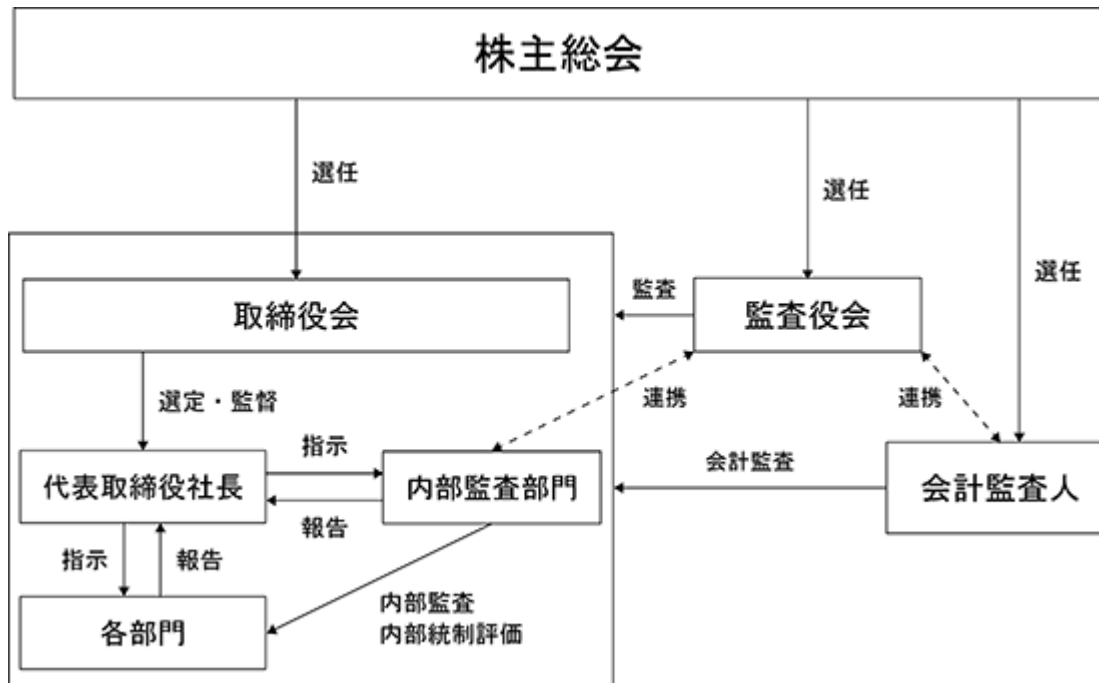 株主総会
選任
選任
選任
取締役会
監査
監査役会
選定・監督
連携
連携
代表取締役社長
指示
報告
内部監査部門
会計監査
会計監査人
指示
報告
各部門
内部監査
内部統制評価